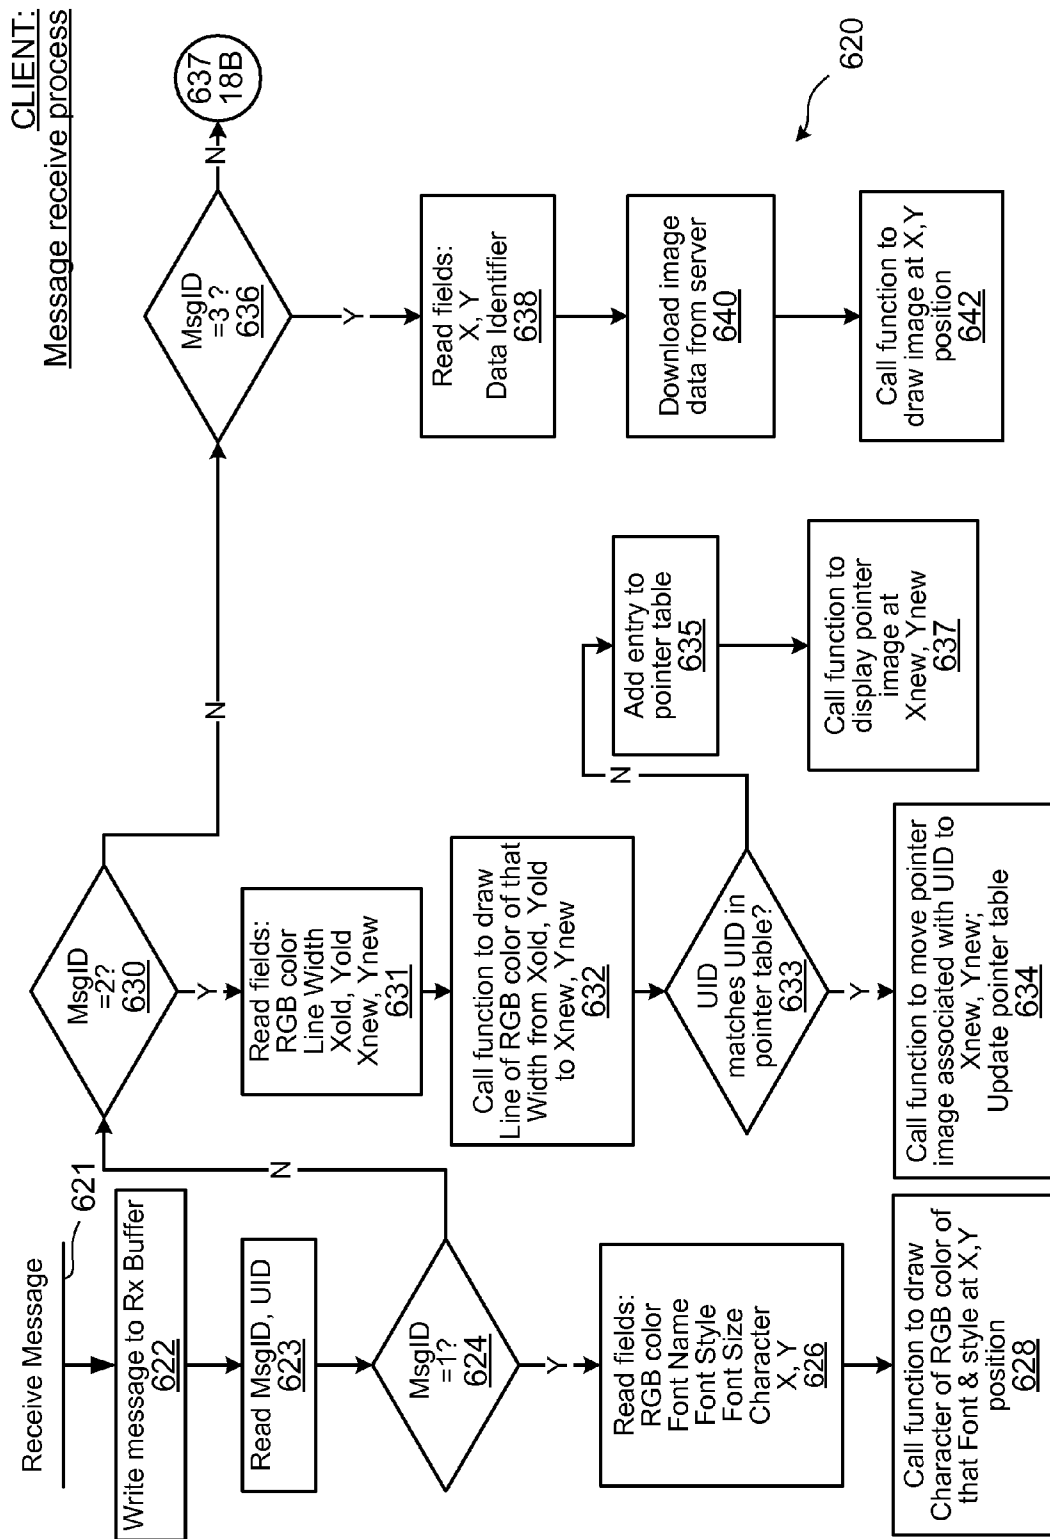 CLIENT:
Message receive process
Receive Message
621
Write message to Rx Buffer
622
Read MsgID, UID
623
MsgID
=1?
624
Y
N
Read fields:
RGB color
Font Name
Font Style
Font Size
Character
X, Y
626
Call function to draw
Character of RGB color of
that Font & style at X,Y
position
628
MsgID
=2?
630
Y
N
Read fields:
RGB color
Line Width
Xold, Yold
Xnew, Ynew
631
Call function to draw
Line of RGB color of that
Width from Xold, Yold
to Xnew, Ynew
632
UID
matches UID in
pointer table?
633
Y
N
Call function to move pointer
image associated with UID to
Xnew, Ynew;
Update pointer table
634
Add entry to
pointer table
635
Call function to
display pointer
image at
Xnew, Ynew
637
MsgID
=3 ?
636
N
Y
637
18B
Read fields:
X, Y
Data Identifier
638
Download image
data from server
640
Call function to
draw image at X,Y
position
642
620